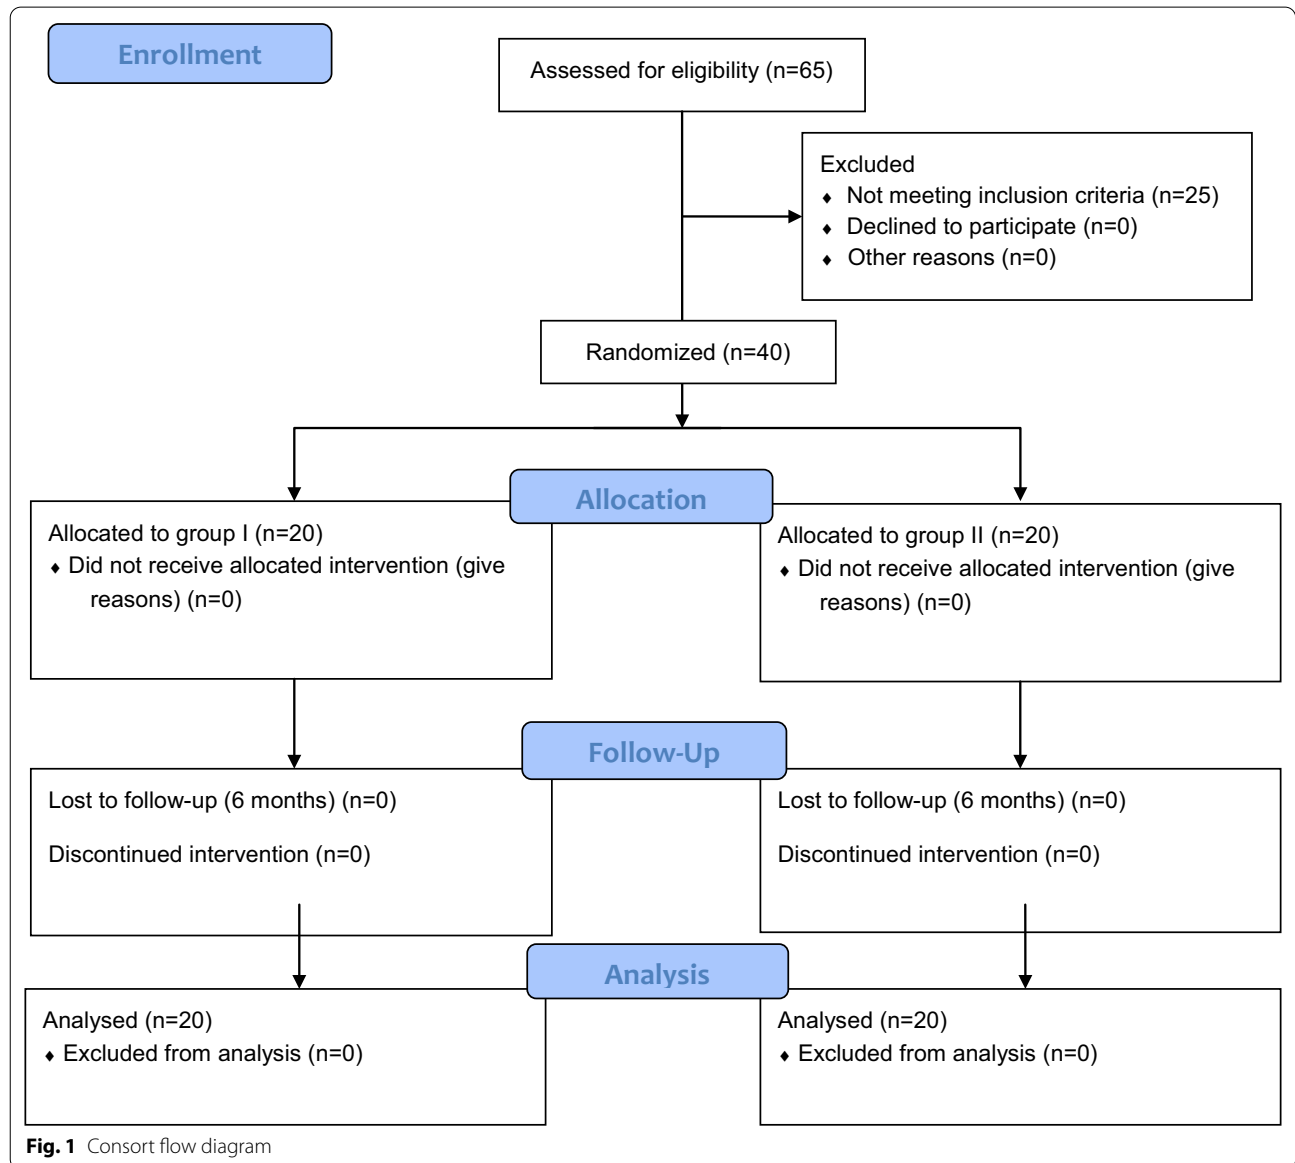 Enrollment
Assessed for eligibility (n=65)
Excluded
♦ Not meeting inclusion criteria (n=25)
♦ Declined to participate (n=0)
♦ Other reasons (n=0)
Randomized (n=40)
Allocation
Allocated to group I (n=20)
♦ Did not receive allocated intervention (give
reasons) (n=0)
Allocated to group II (n=20)
♦ Did not receive allocated intervention (give
reasons) (n=0)
Follow-Up
Lost to follow-up (6 months) (n=0)
Discontinued intervention (n=0)
Lost to follow-up (6 months) (n=0)
Discontinued intervention (n=0)
Analysis
Analysed (n=20)
♦ Excluded from analysis (n=0)
Analysed (n=20)
♦ Excluded from analysis (n=0)
Fig. 1 Consort flow diagram